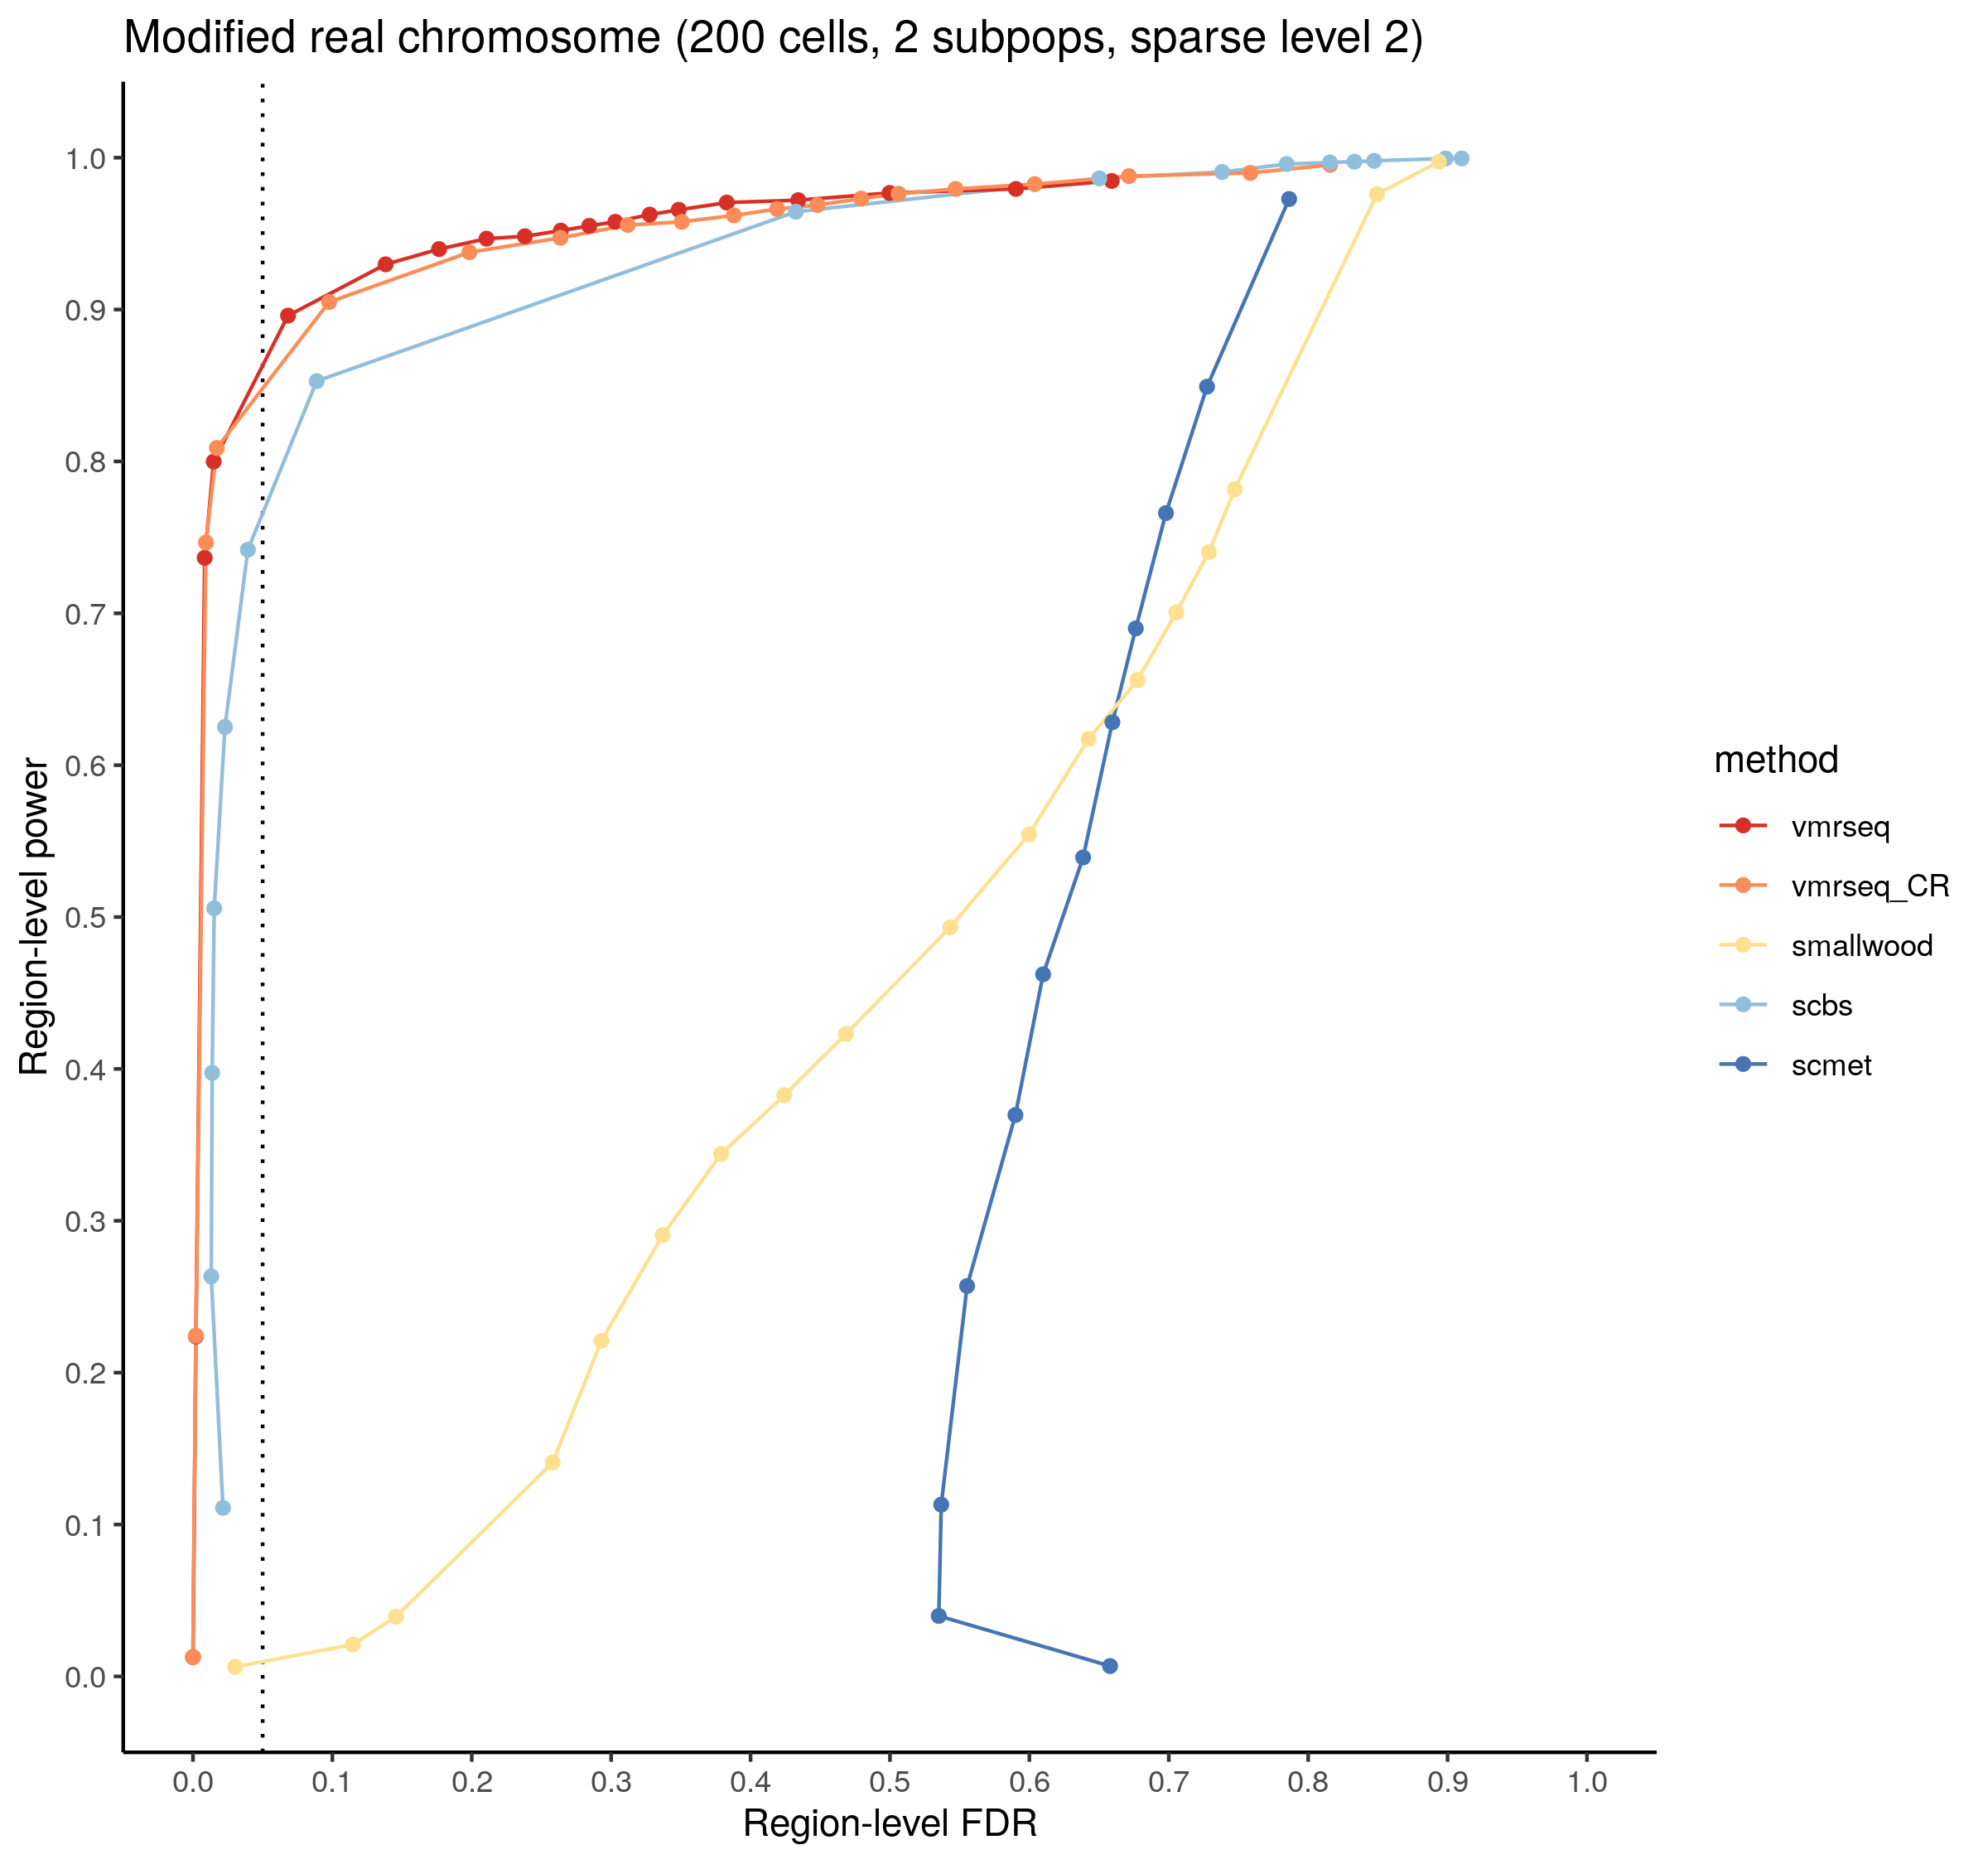 Modified real chromosome (200 cells, 2 subpops, sparse level 2)
Region-level power
1.0
0.9
0.8
0.7
0.6
0.5
0.4
0.3
0.2
0.1
0.0
0.0 0.1 0.2 0.3 0.4 0.5 0.6 0.7 0.8 0.9 1.0
Region-level FDR
method
vmrseq
vmrseq_CR
smallwood
scbs
scmet